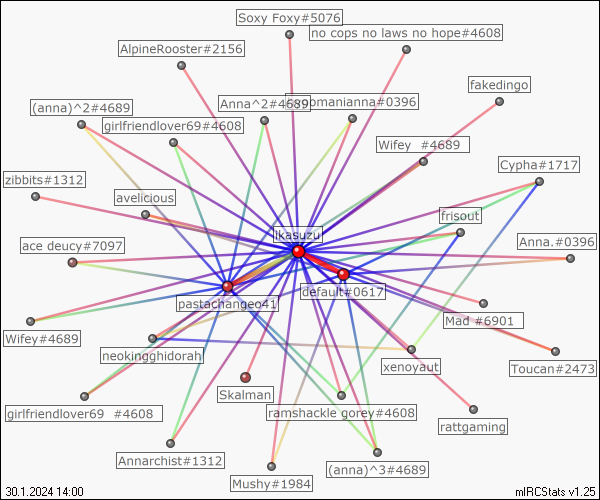 Soxy Foxy#5076
no cops no laws no hope#4608
AlpineRooster#2156
fakedingo
(anna)^2#4689
Anna^2#4689
omanianna#0396
girlfriendlover69#4608
Wifey #4689
Cypha#1717
zibbits#1312
avelicious
frisout
ikasuzu
ace deucy#7097
Anna.#0396
default#0617
pastachangeo41
Mad #6901
Wifey#4689
neokingghidorah
xenoyaut
Toucan#2473
Skalman
girlfriendlover69 #4608
ramshackle gorey#4608
rattgaming
Annarchist#1312
(anna)^3#4689
Mushy#1984
30.1.2024 14:00
mIRCStats v1.25